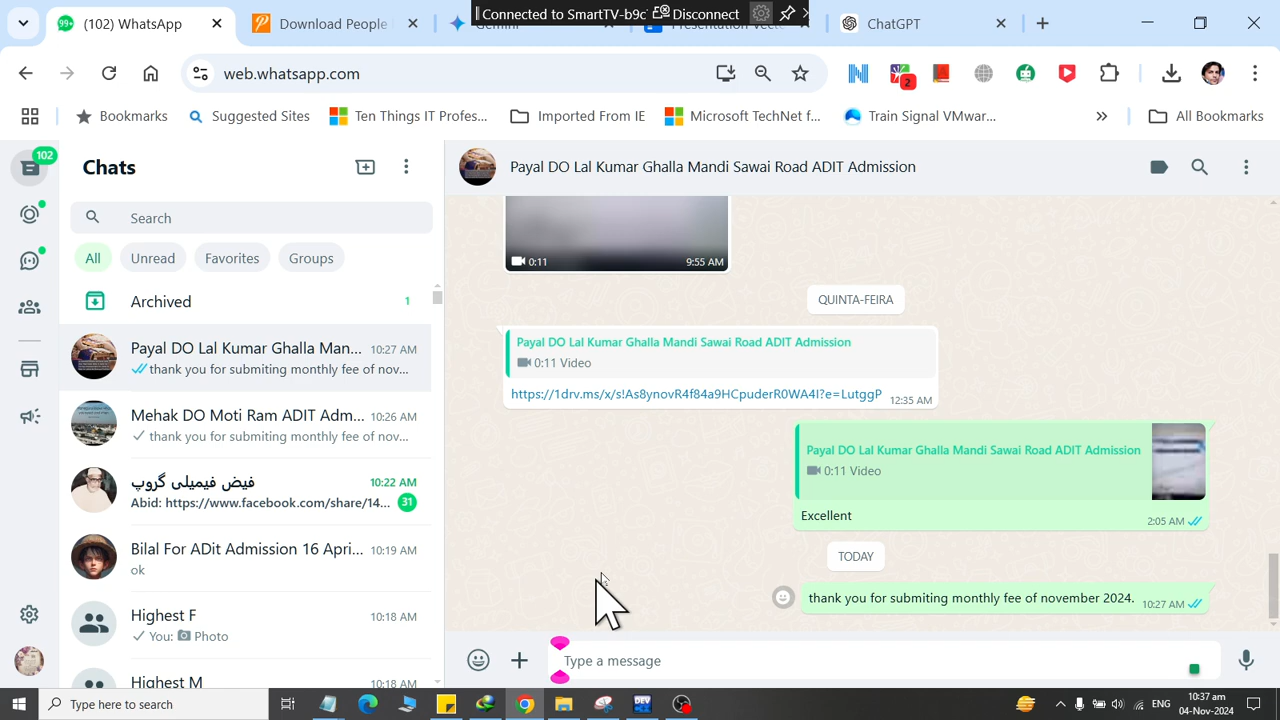 (102) WhatsApp
Download People
Gemini
Connected to SmartTV-b9c
Disconnect
ChatGPT
web.whatsapp.com
2
Bookmarks
Suggested Sites
Ten Things IT Profes...
Imported From IE
Microsoft TechNet f...
Train Signal VMwar...
All Bookmarks
102
Chats
Search
All
Unread
Favorites
Groups
Archived
1
Payal DO Lal Kumar Ghalla Man...
10:27 AM
thank you for submiting monthly fee of nov...
Mehak DO Moti Ram ADIT Adm...
10:26 AM
thank you for submiting monthly fee of nov...
فیض فیمیلی گروپ
10:22 AM
Abid: https://www.facebook.com/share/14...
31
Bilal For ADit Admission 16 Apri...
10:19 AM
ok
Highest F
10:18 AM
You: Photo
Highest M
10:18 AM
Payal DO Lal Kumar Ghalla Mandi Sawai Road ADIT Admission
0:11
9:55 AM
QUINTA-FEIRA
Payal DO Lal Kumar Ghalla Mandi Sawai Road ADIT Admission
0:11 Video
https://1drv.ms/x/s!As8ynovR4f84a9HCpuderR0WA4I?e=LutggP
12:35 AM
Payal DO Lal Kumar Ghalla Mandi Sawai Road ADIT Admission
0:11 Video
Excellent
2:05 AM
TODAY
thank you for submiting monthly fee of november 2024.
10:27 AM
Type a message
Type here to search
DEV
ENG
10:37 am
04-Nov-2024